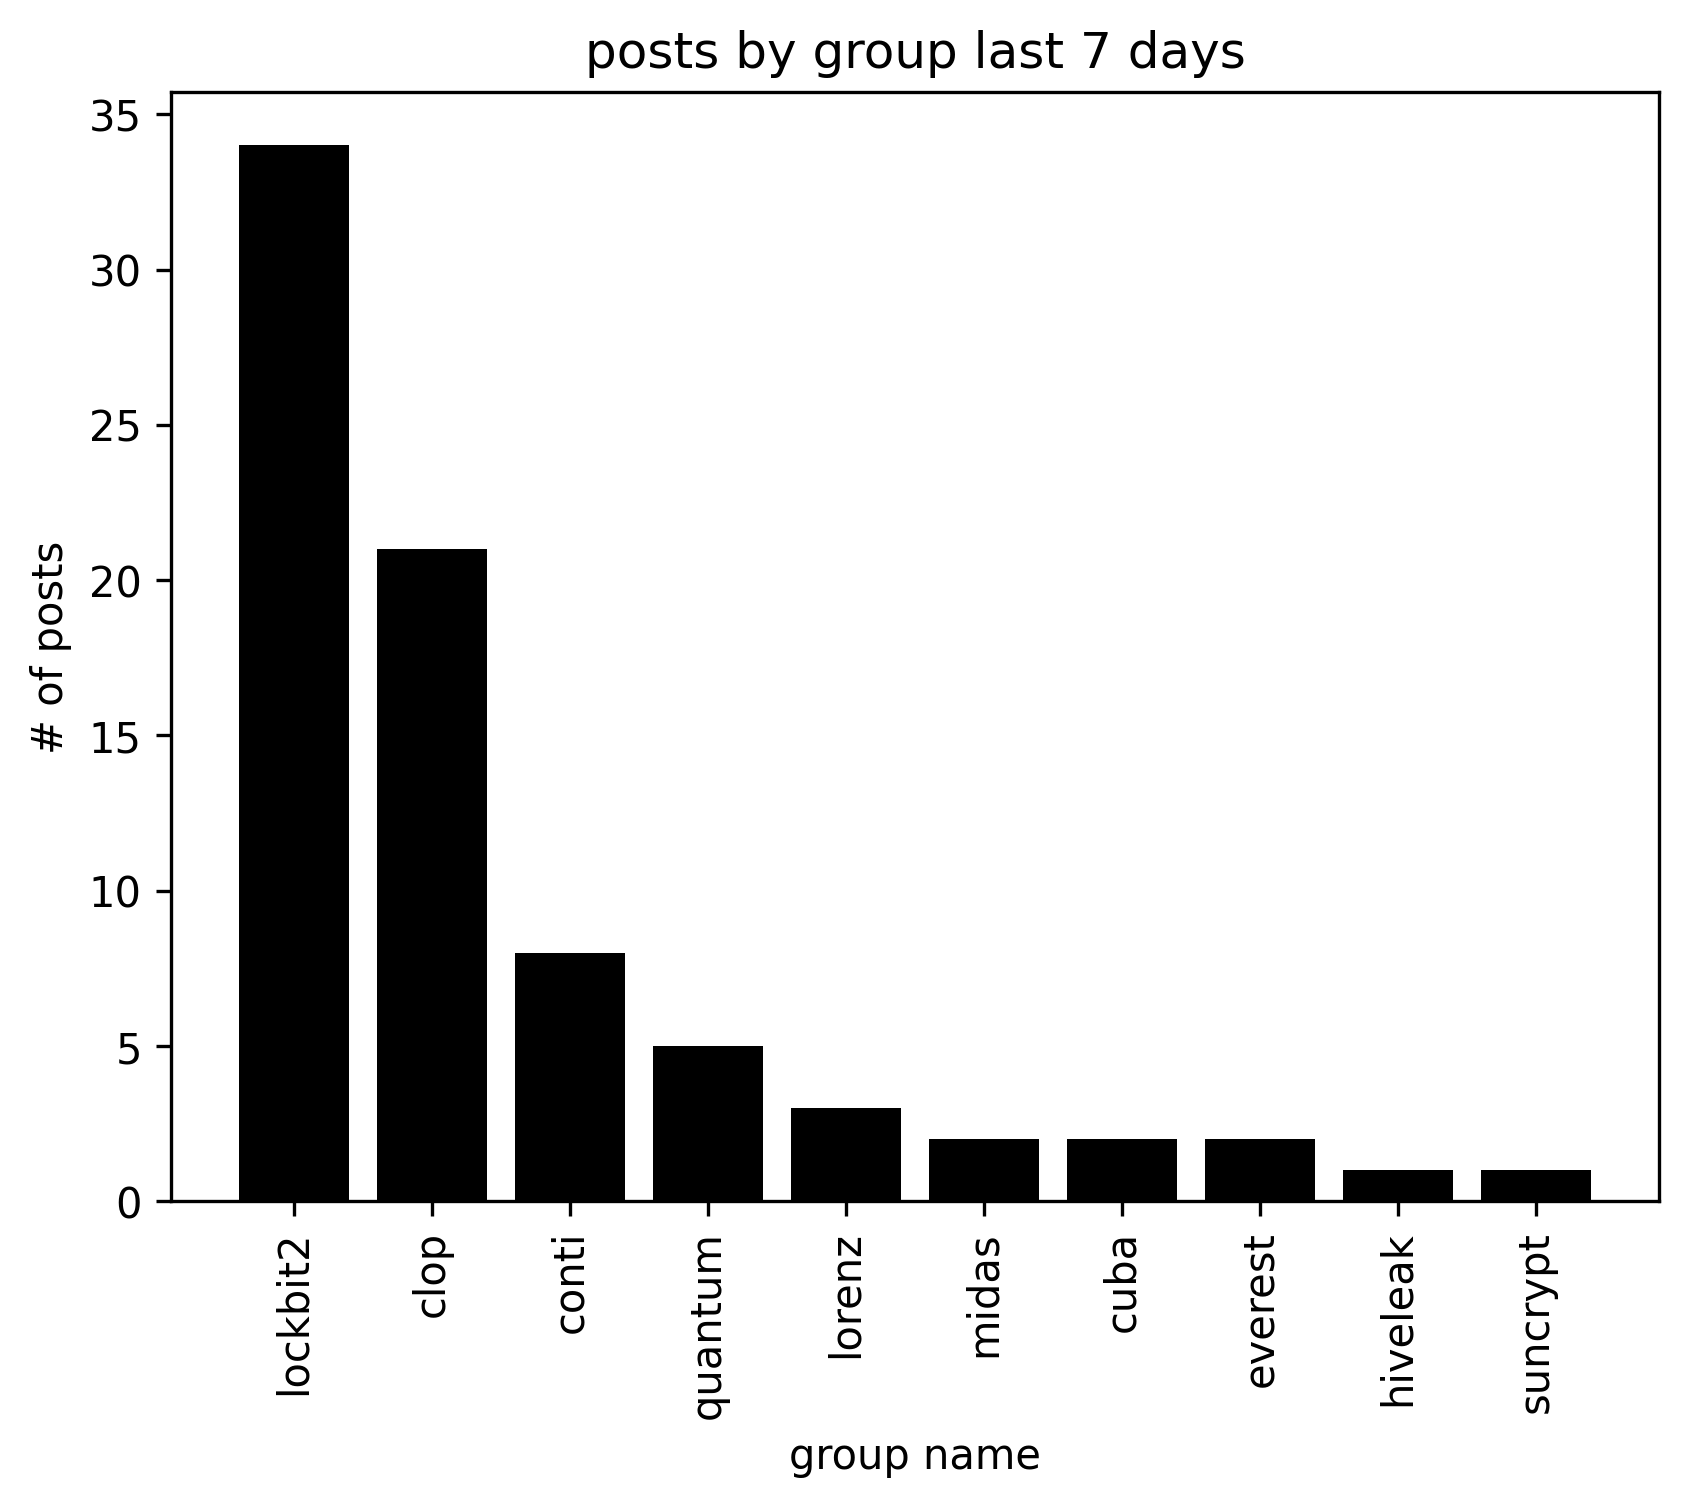 posts by group last 7 days
# of posts
35
30
25
20
15
10
5
0
lockbit2
clop
conti
quantum
lorenz
midas
cuba
everest
hiveleak
suncrypt
group name